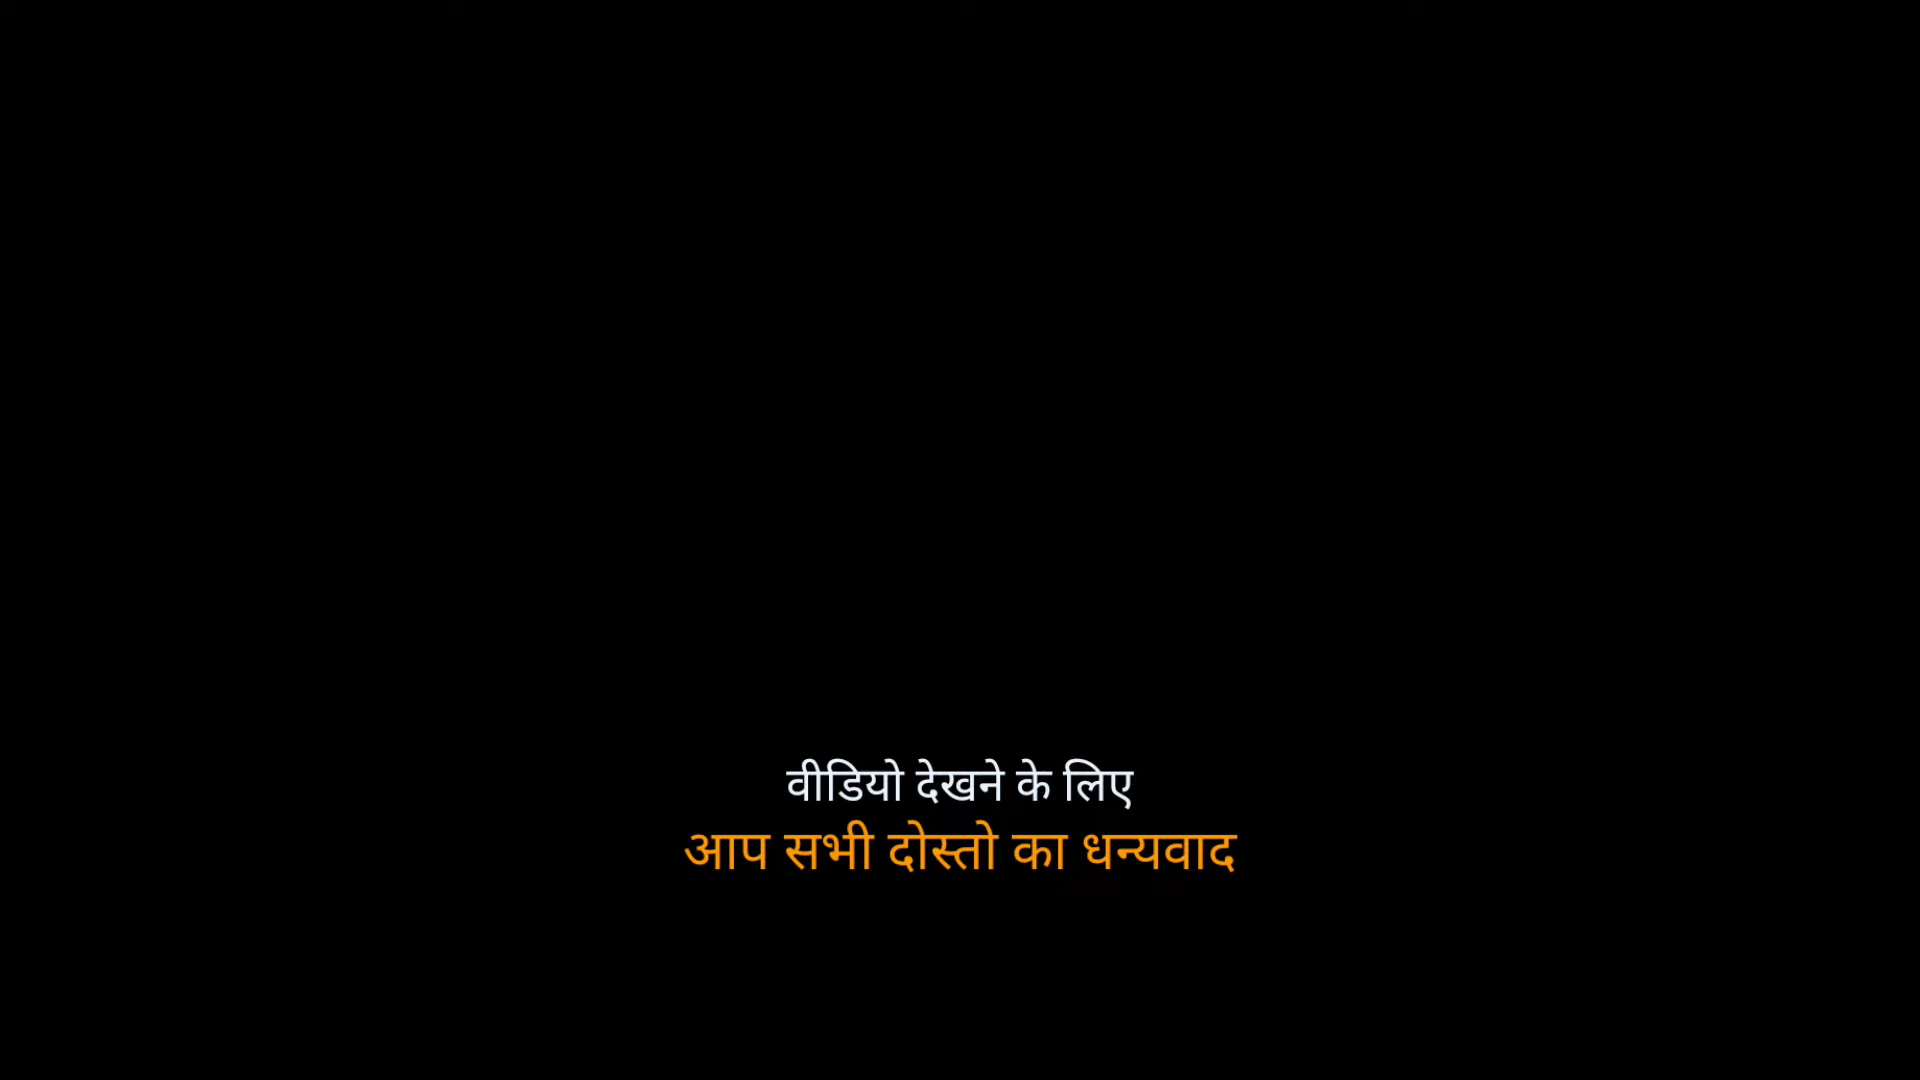 वीडियो देखने के लिए
आप सभी दोस्तो का धन्यवाद